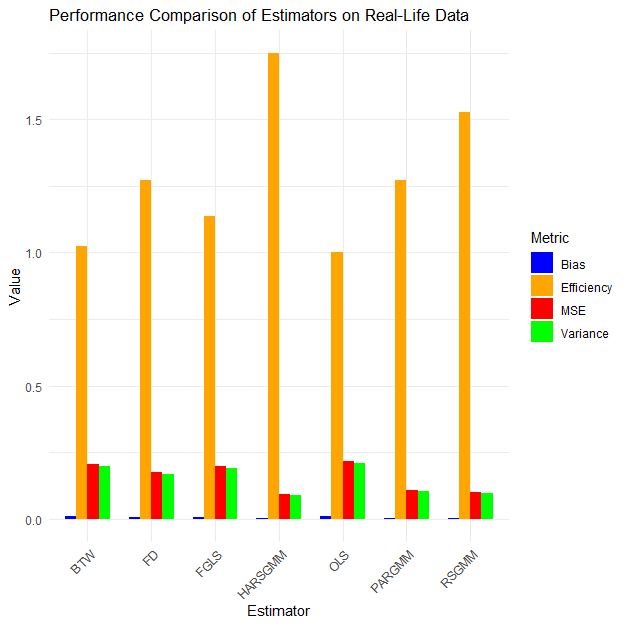 Performance Comparison of Estimators on Real-Life Data
Value
1.5
1.0
0.5
0.0
BTW
FD
FGLS
HARSGMM
OLS
PARGMM
RSGMM
Estimator
Metric
Bias
Efficiency
MSE
Variance